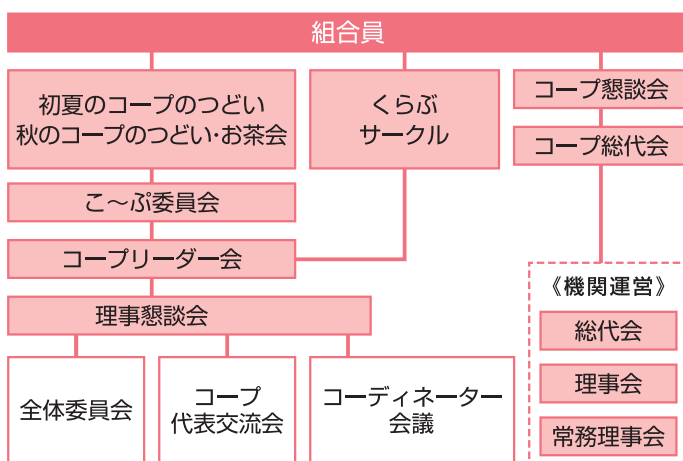 組合員
初夏のコープのつどい
秋のコープのつどい・お茶会
くらぶ
サークル
コープ懇談会
コープ総代会
こ〜ぷ委員会
コープリーダー会
理事懇談会
全体委員会
コープ
代表交流会
コーディネーター
会議
《機関運営》
総代会
理事会
常務理事会